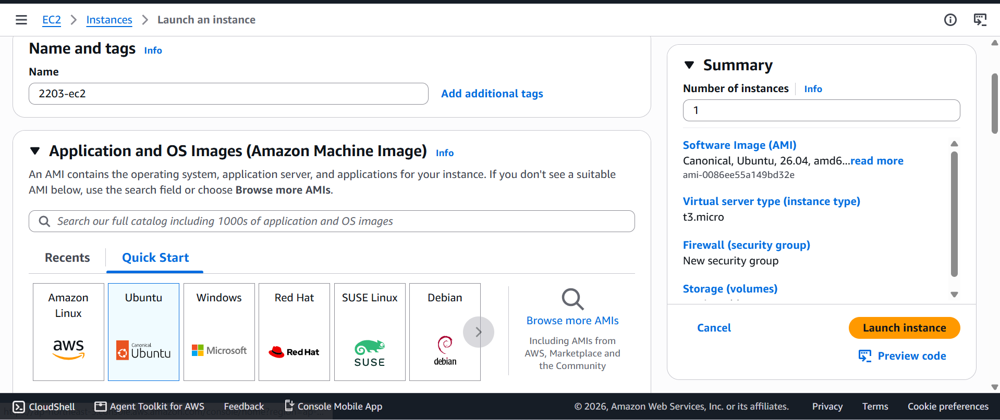 EC2 > Instances > Launch an instance
Name and tags Info
Name
2203-ec2
Add additional tags
Application and OS Images (Amazon Machine Image) Info
An AMI contains the operating system, application server, and applications for your instance. If you don't see a suitable
AMI below, use the search field or choose Browse more AMIs.
Search our full catalog including 1000s of application and OS images
Recents
Quick Start
Amazon
Linux
aws
Ubuntu
Canonical
Ubuntu
Windows
Microsoft
Red Hat
Red Hat
SUSE Linux
SUSE
Debian
debian
Browse more AMIs
Including AMIs from
AWS, Marketplace and
the Community
Summary
Number of instances Info
1
Software Image (AMI)
Canonical, Ubuntu, 26.04, amd6...read more
ami-0086ee55a149bd32e
Virtual server type (instance type)
t3.micro
Firewall (security group)
New security group
Storage (volumes)
Cancel
Launch instance
Preview code
CloudShell
Agent Toolkit for AWS
Feedback
Console Mobile App
© 2026, Amazon Web Services, Inc. or its affiliates.
Privacy
Terms
Cookie preferences